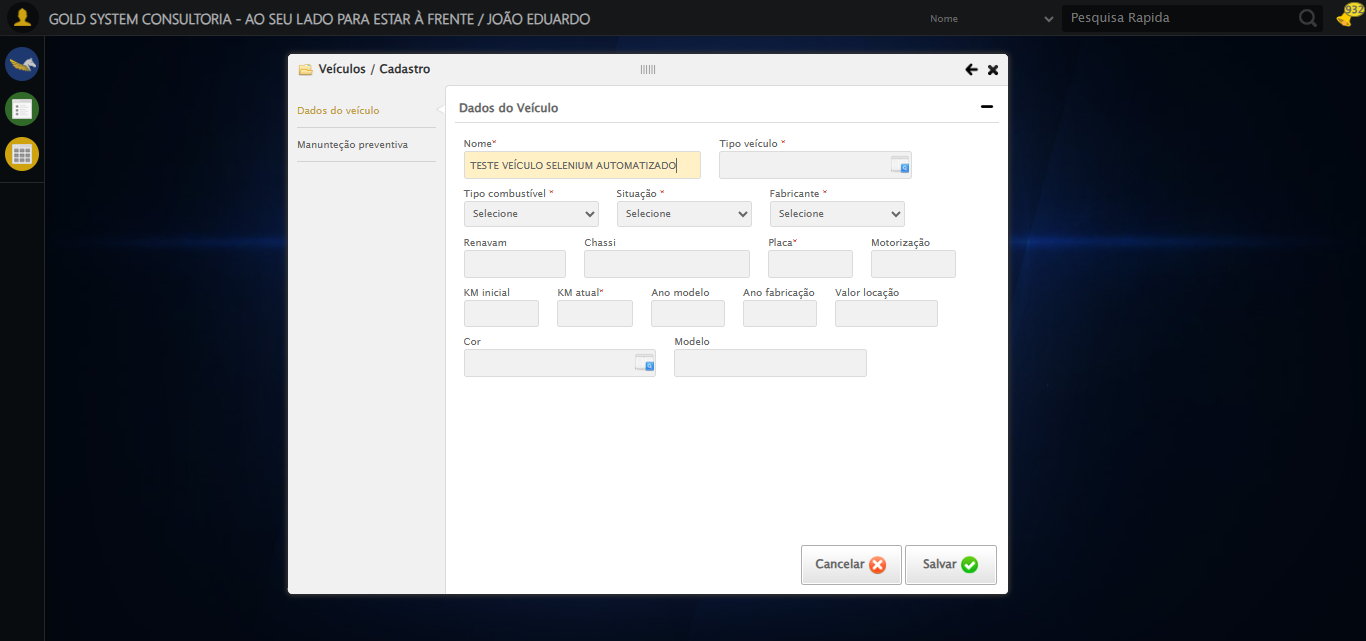 GOLD SYSTEM CONSULTORIA - AO SEU LADO PARA ESTAR À FRENTE / JOÃO EDUARDO
Nome
Pesquisa Rapida
932
Veículos / Cadastro
Dados do veículo
Manunteção preventiva
Dados do Veículo
Nome* Tipo veículo *
TESTE VEÍCULO SELENIUM AUTOMATIZADO
Tipo combustível * Situação * Fabricante *
Selecione Selecione Selecione
Renavam Chassi Placa* Motorização
KM inicial KM atual* Ano modelo Ano fabricação Valor locação
Cor Modelo
Cancelar Salvar